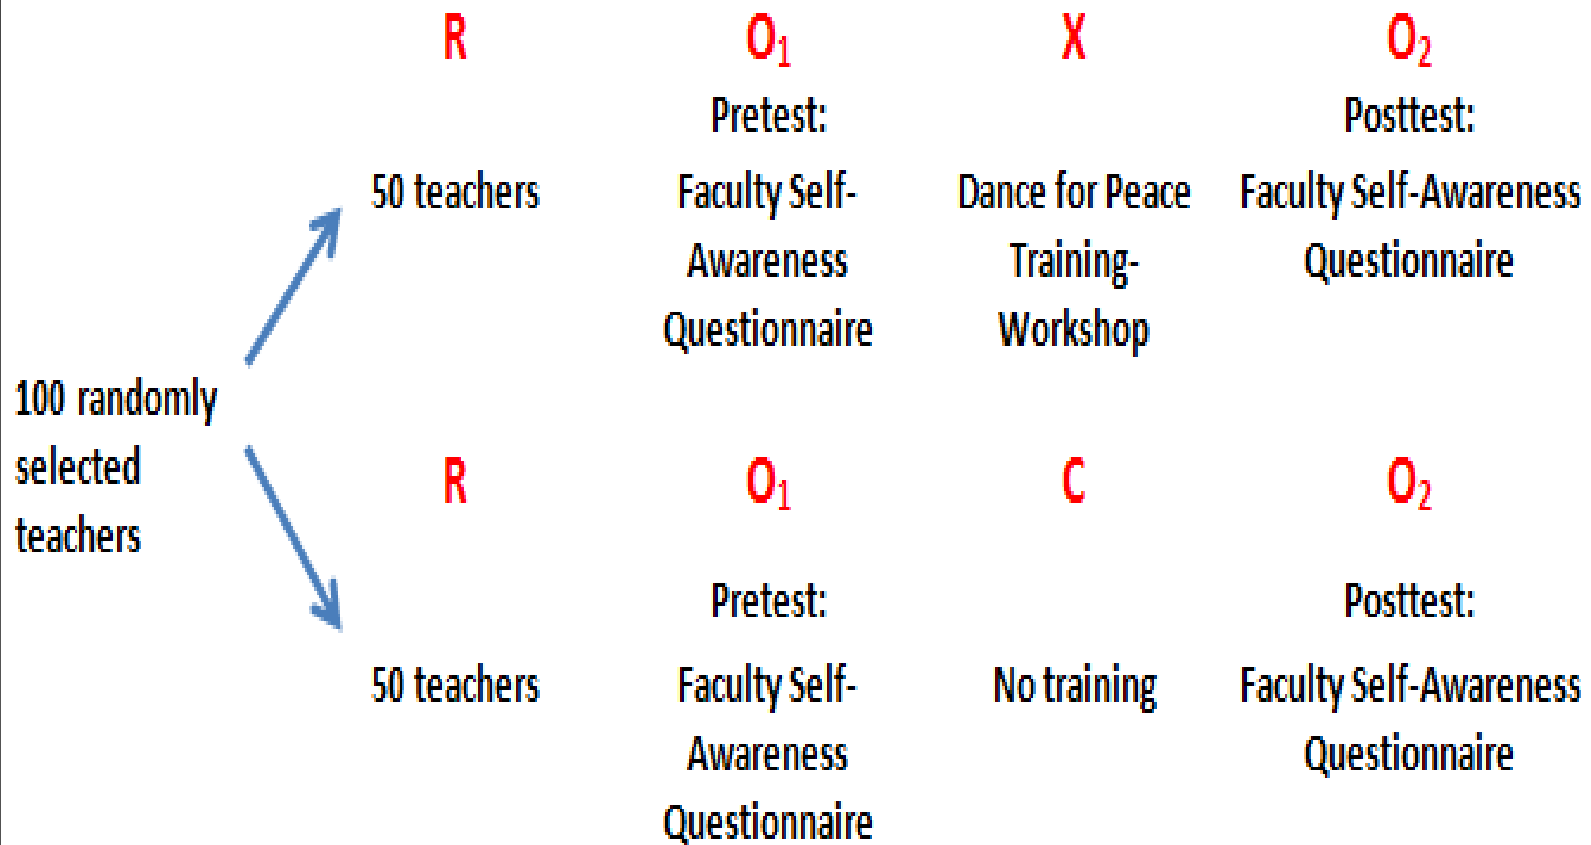 R O₁ X O₂
Pretest: Posttest:
50 teachers Faculty Self- Dance for Peace Faculty Self-Awareness
Awareness Training- Questionnaire
Questionnaire Workshop
100 randomly
selected R O₁ C O₂
teachers
Pretest: Posttest:
50 teachers Faculty Self- No training Faculty Self-Awareness
Awareness Questionnaire
Questionnaire